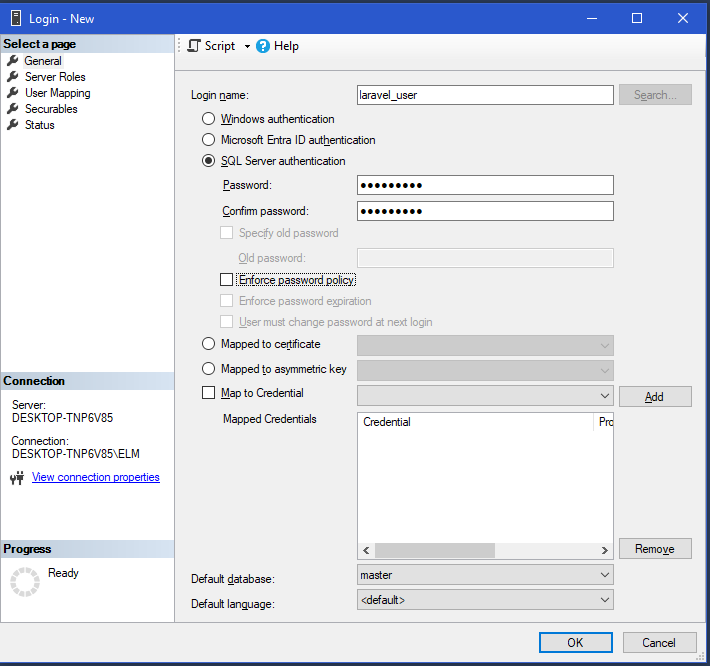 Login - New
Select a page
General
Server Roles
User Mapping
Securables
Status
Script
Help
Login name:
laravel_user
Search...
Windows authentication
Microsoft Entra ID authentication
SQL Server authentication
Password:
●●●●●●●●●
Confirm password:
●●●●●●●●●
Specify old password
Old password:
Enforce password policy
Enforce password expiration
User must change password at next login
Mapped to certificate
Mapped to asymmetric key
Map to Credential
Add
Mapped Credentials
Credential
Pro
Remove
Default database:
master
Default language:
<default>
Connection
Server:
DESKTOP-TNP6V85
Connection:
DESKTOP-TNP6V85\ELM
View connection properties
Progress
Ready
OK
Cancel